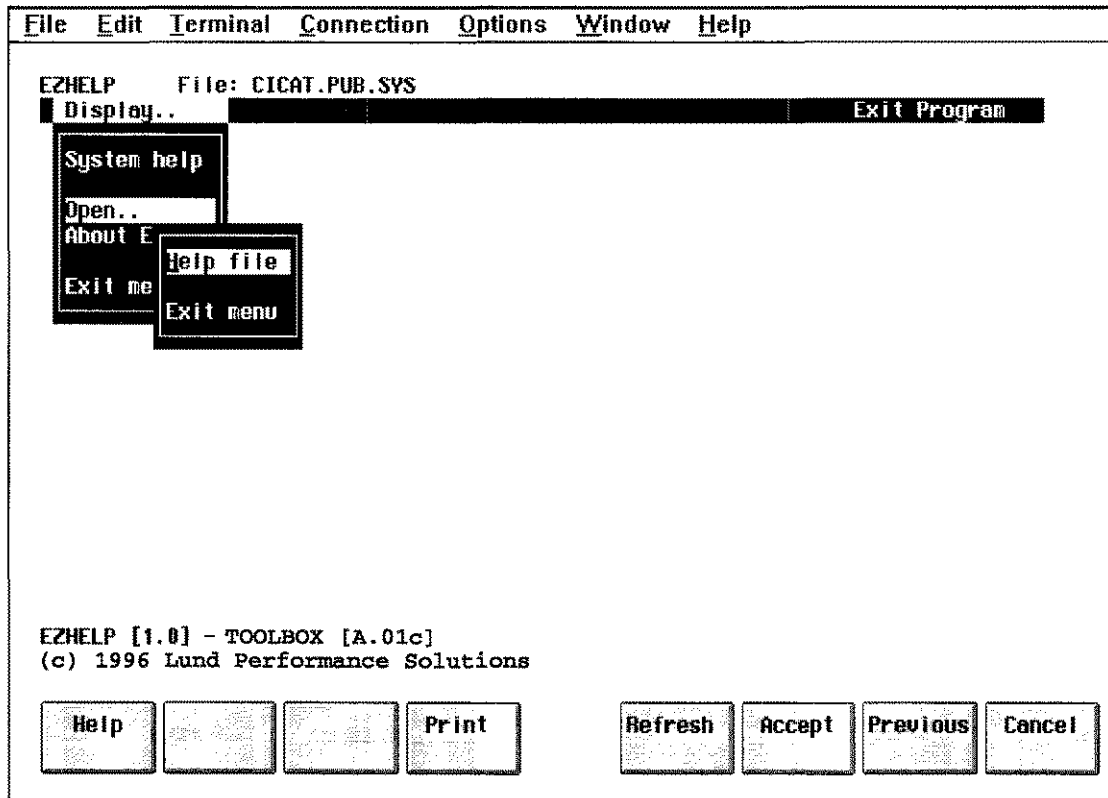 File Edit Terminal Connection Options Window Help
EZHELP File: CICAT.PUB.SYS
Display.. Exit Program
System help
Open..
About E
Help file
Exit me
Exit menu
EZHELP [1.0] - TOOLBOX [A.01c]
(c) 1996 Lund Performance Solutions
Help Print Refresh Accept Previous Cancel